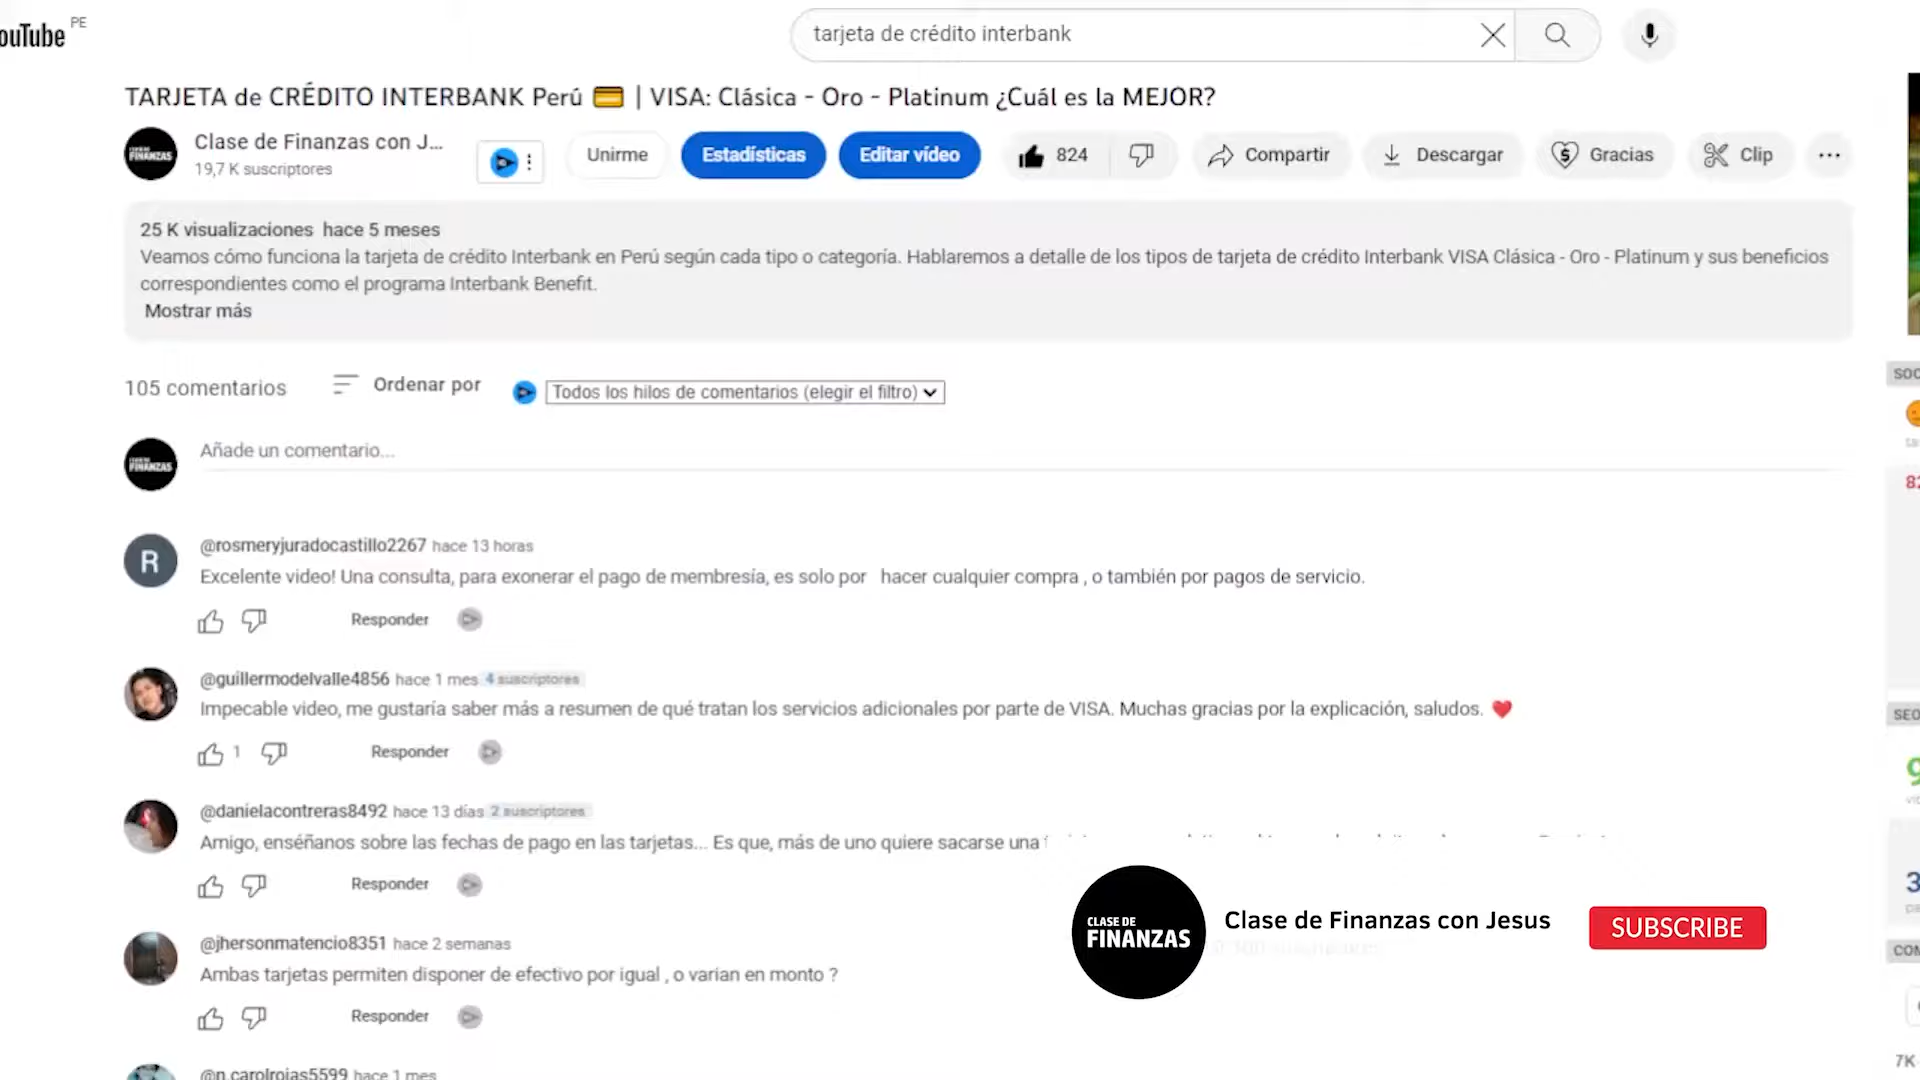 ouTube PE
tarjeta de crédito interbank
TARJETA de CRÉDITO INTERBANK Perú 💳 | VISA: Clásica - Oro - Platinum ¿Cuál es la MEJOR?
Clase de Finanzas con J...
19,7 K suscriptores
Unirme
Estadísticas
Editar vídeo
824
Compartir
Descargar
Gracias
Clip
25 K visualizaciones hace 5 meses
Veamos cómo funciona la tarjeta de crédito Interbank en Perú según cada tipo o categoría. Hablaremos a detalle de los tipos de tarjeta de crédito Interbank VISA Clásica - Oro - Platinum y sus beneficios
correspondientes como el programa Interbank Benefit.
Mostrar más
105 comentarios
Ordenar por
Todos los hilos de comentarios (elegir el filtro)
Añade un comentario...
R
@rosmeryjuradocastillo2267 hace 13 horas
Excelente video! Una consulta, para exonerar el pago de membresía, es solo por hacer cualquier compra , o también por pagos de servicio.
Responder
@guillermodelvalle4856 hace 1 mes 4 suscriptores
Impecable video, me gustaría saber más a resumen de qué tratan los servicios adicionales por parte de VISA. Muchas gracias por la explicación, saludos. ❤️
1
Responder
@danielacontreras8492 hace 13 días 2 suscriptores
Amigo, enséñanos sobre las fechas de pago en las tarjetas... Es que, más de uno quiere sacarse una
Responder
CLASE DE
FINANZAS
Clase de Finanzas con Jesus
SUBSCRIBE
@jhersonmatencio8351 hace 2 semanas
Ambas tarjetas permiten disponer de efectivo por igual , o varian en monto ?
Responder
@n.carolrojas5599 hace 1 mes
SOC
82
SEO
CON
7K